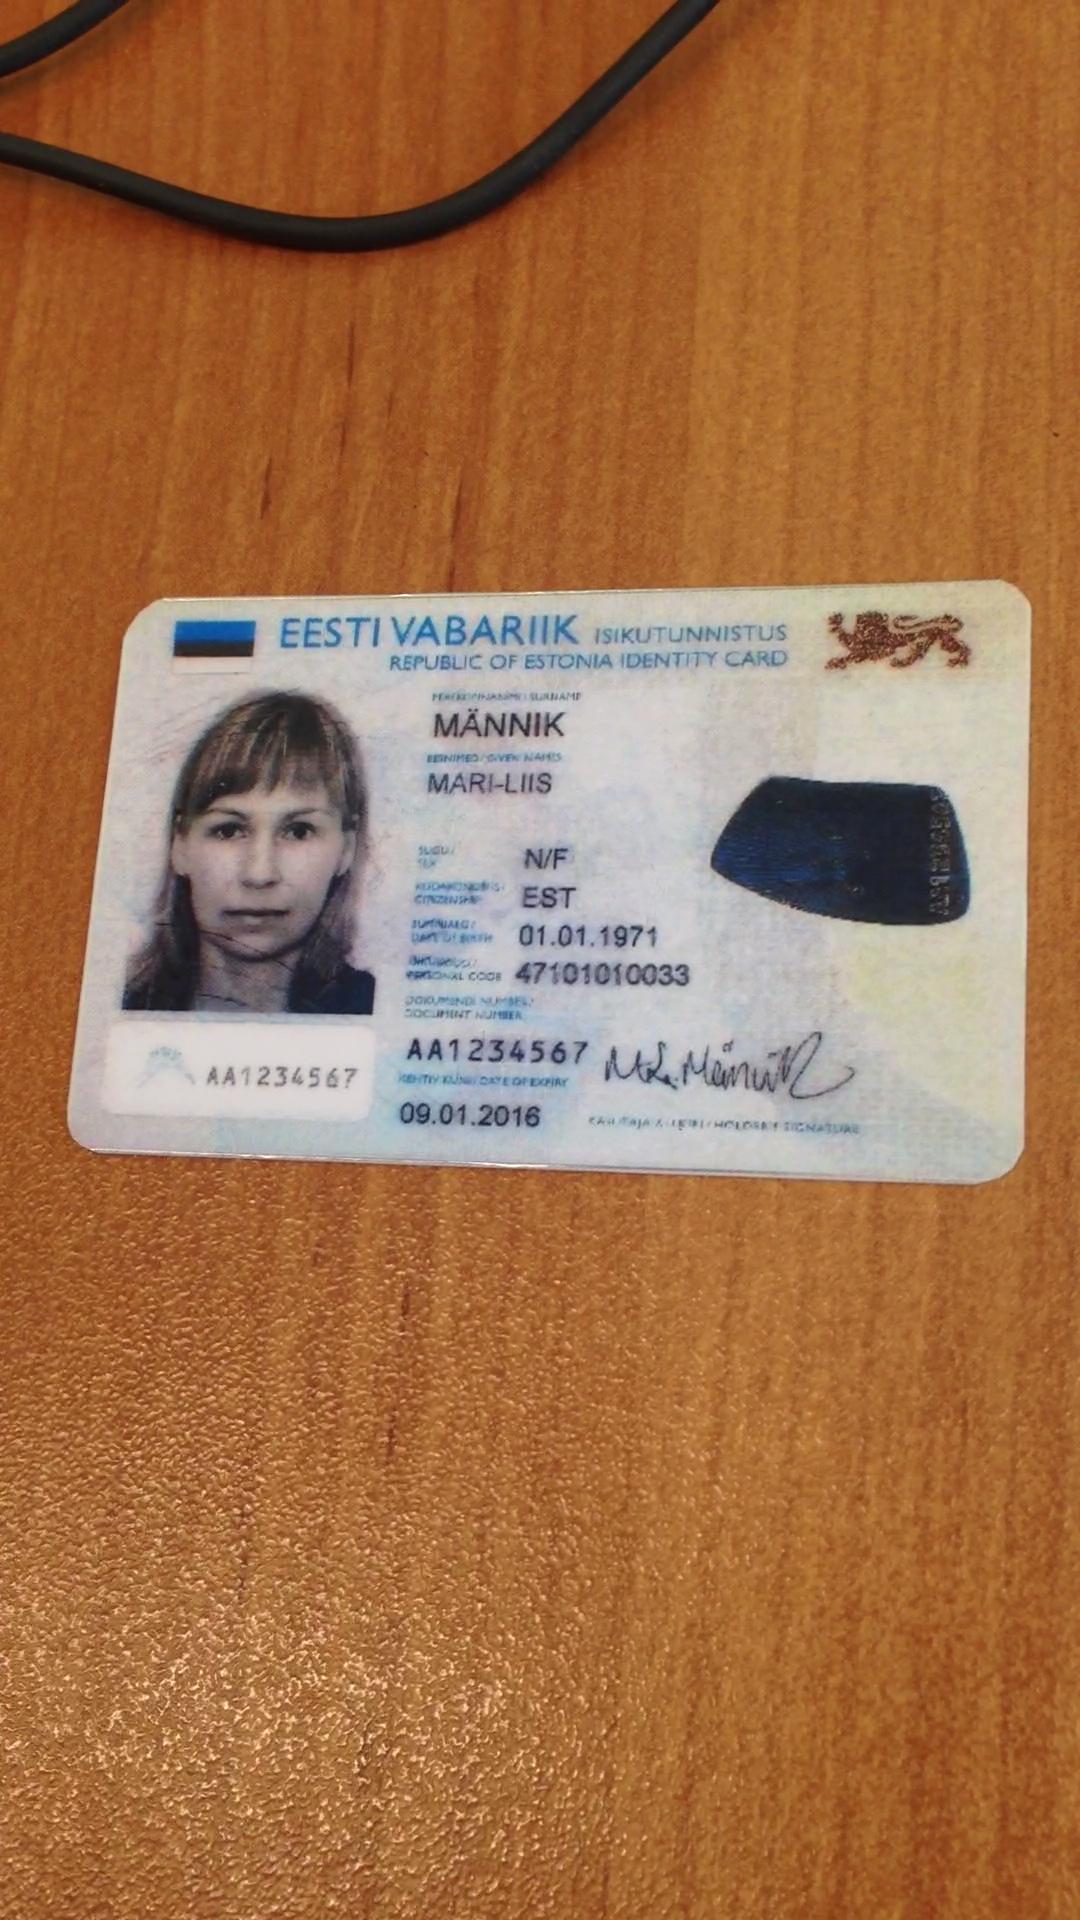 EESTI VABARIIK ISIKUTUNNISTUS
REPUBLIC OF ESTONIA IDENTITY CARD
PEREKONNANIMI / SURNAME
MÄNNIK
EESNIMED / GIVEN NAMES
MARI-LIIS
SUGU /
SEX
N/F
KODAKONDSUS /
CITIZENSHIP
EST
SÜNNIAEG /
DATE OF BIRTH
01.01.1971
ISIKUKOOD /
PERSONAL CODE
47101010033
DOKUMENDI NUMBER /
DOCUMENT NUMBER
AA1234567
AA1234567
KEHTIV KUNI / DATE OF EXPIRY
09.01.2016
M-L. Männik
KASUTAJA ALLKIRI / HOLDER'S SIGNATURE